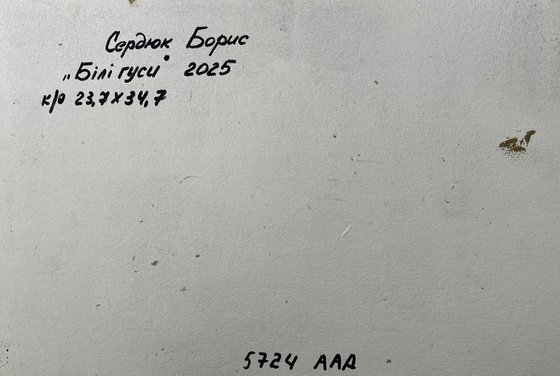 Сердюк Борис
„Білі гуси" 2025
к/о 23,7х34,7
5724 ААА